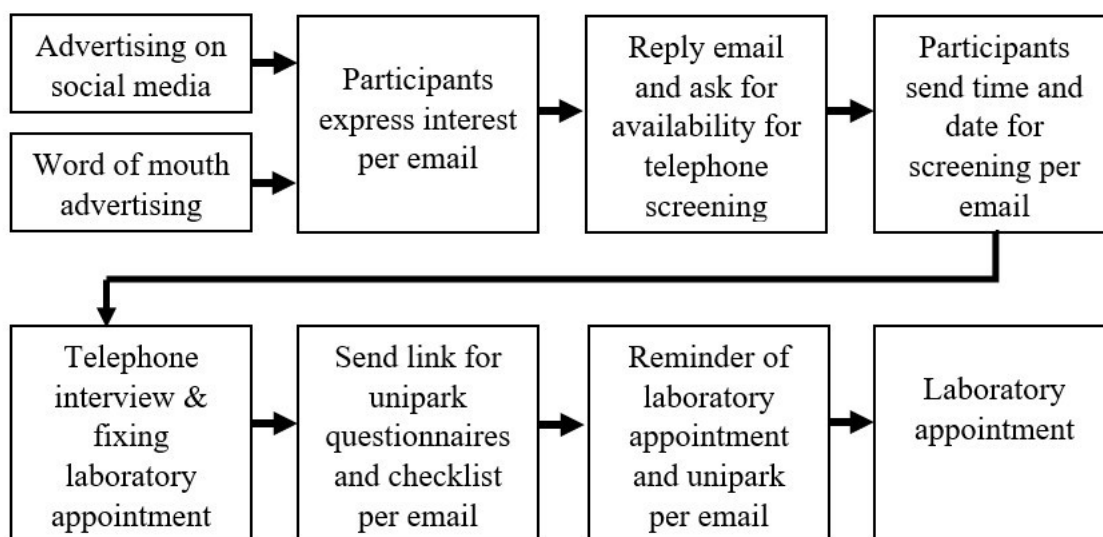 Advertising on
social media
Word of mouth
advertising
Participants
express interest
per email
Reply email
and ask for
availability for
telephone
screening
Participants
send time and
date for
screening per
email
Telephone
interview &
fixing
laboratory
appointment
Send link for
unipark
questionnaires
and checklist
per email
Reminder of
laboratory
appointment
and unipark
per email
Laboratory
appointment